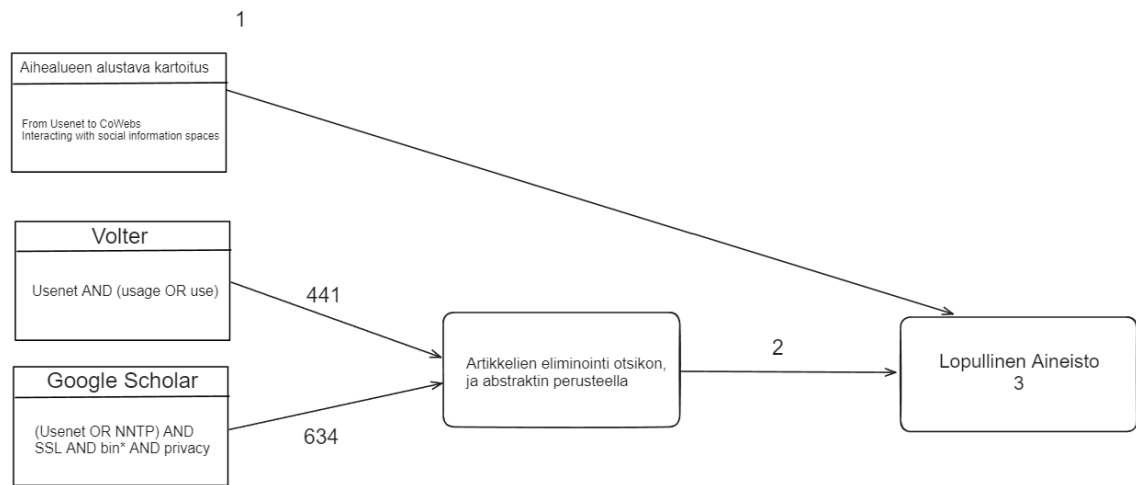 1
Aihealueen alustava kartoitus
From Usenet to CoWebs
Interacting with social information spaces
Volter
Usenet AND (usage OR use)
441
Google Scholar
(Usenet OR NNTP) AND
SSL AND bin* AND privacy
634
Artikkelien eliminointi otsikon,
ja abstraktin perusteella
2
Lopullinen Aineisto
3